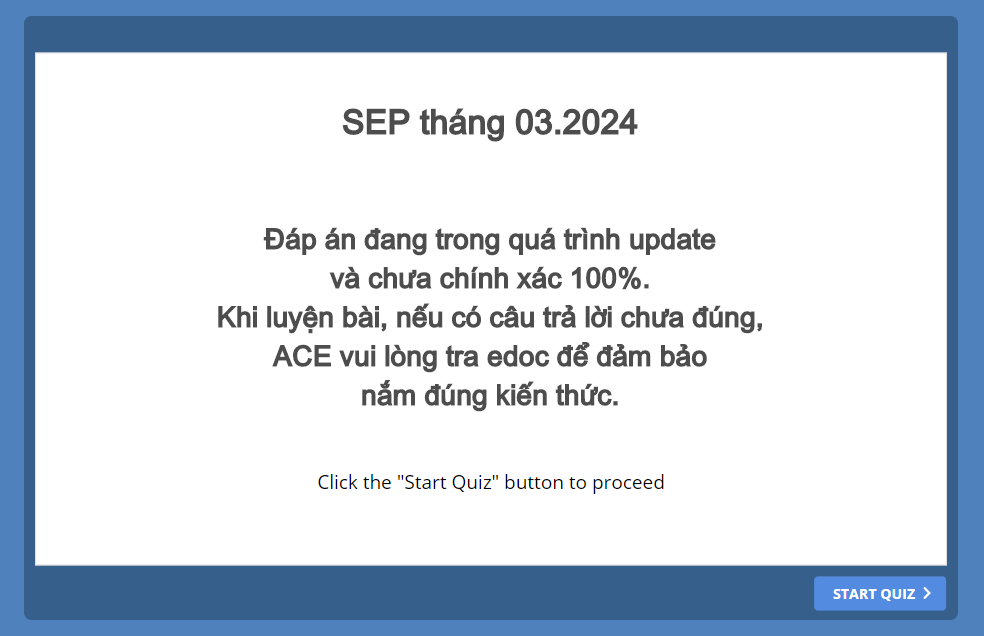 SEP tháng 03.2024
Đáp án đang trong quá trình update
và chưa chính xác 100%.
Khi luyện bài, nếu có câu trả lời chưa đúng,
ACE vui lòng tra edoc để đảm bảo
nắm đúng kiến thức.
Click the "Start Quiz" button to proceed
START QUIZ